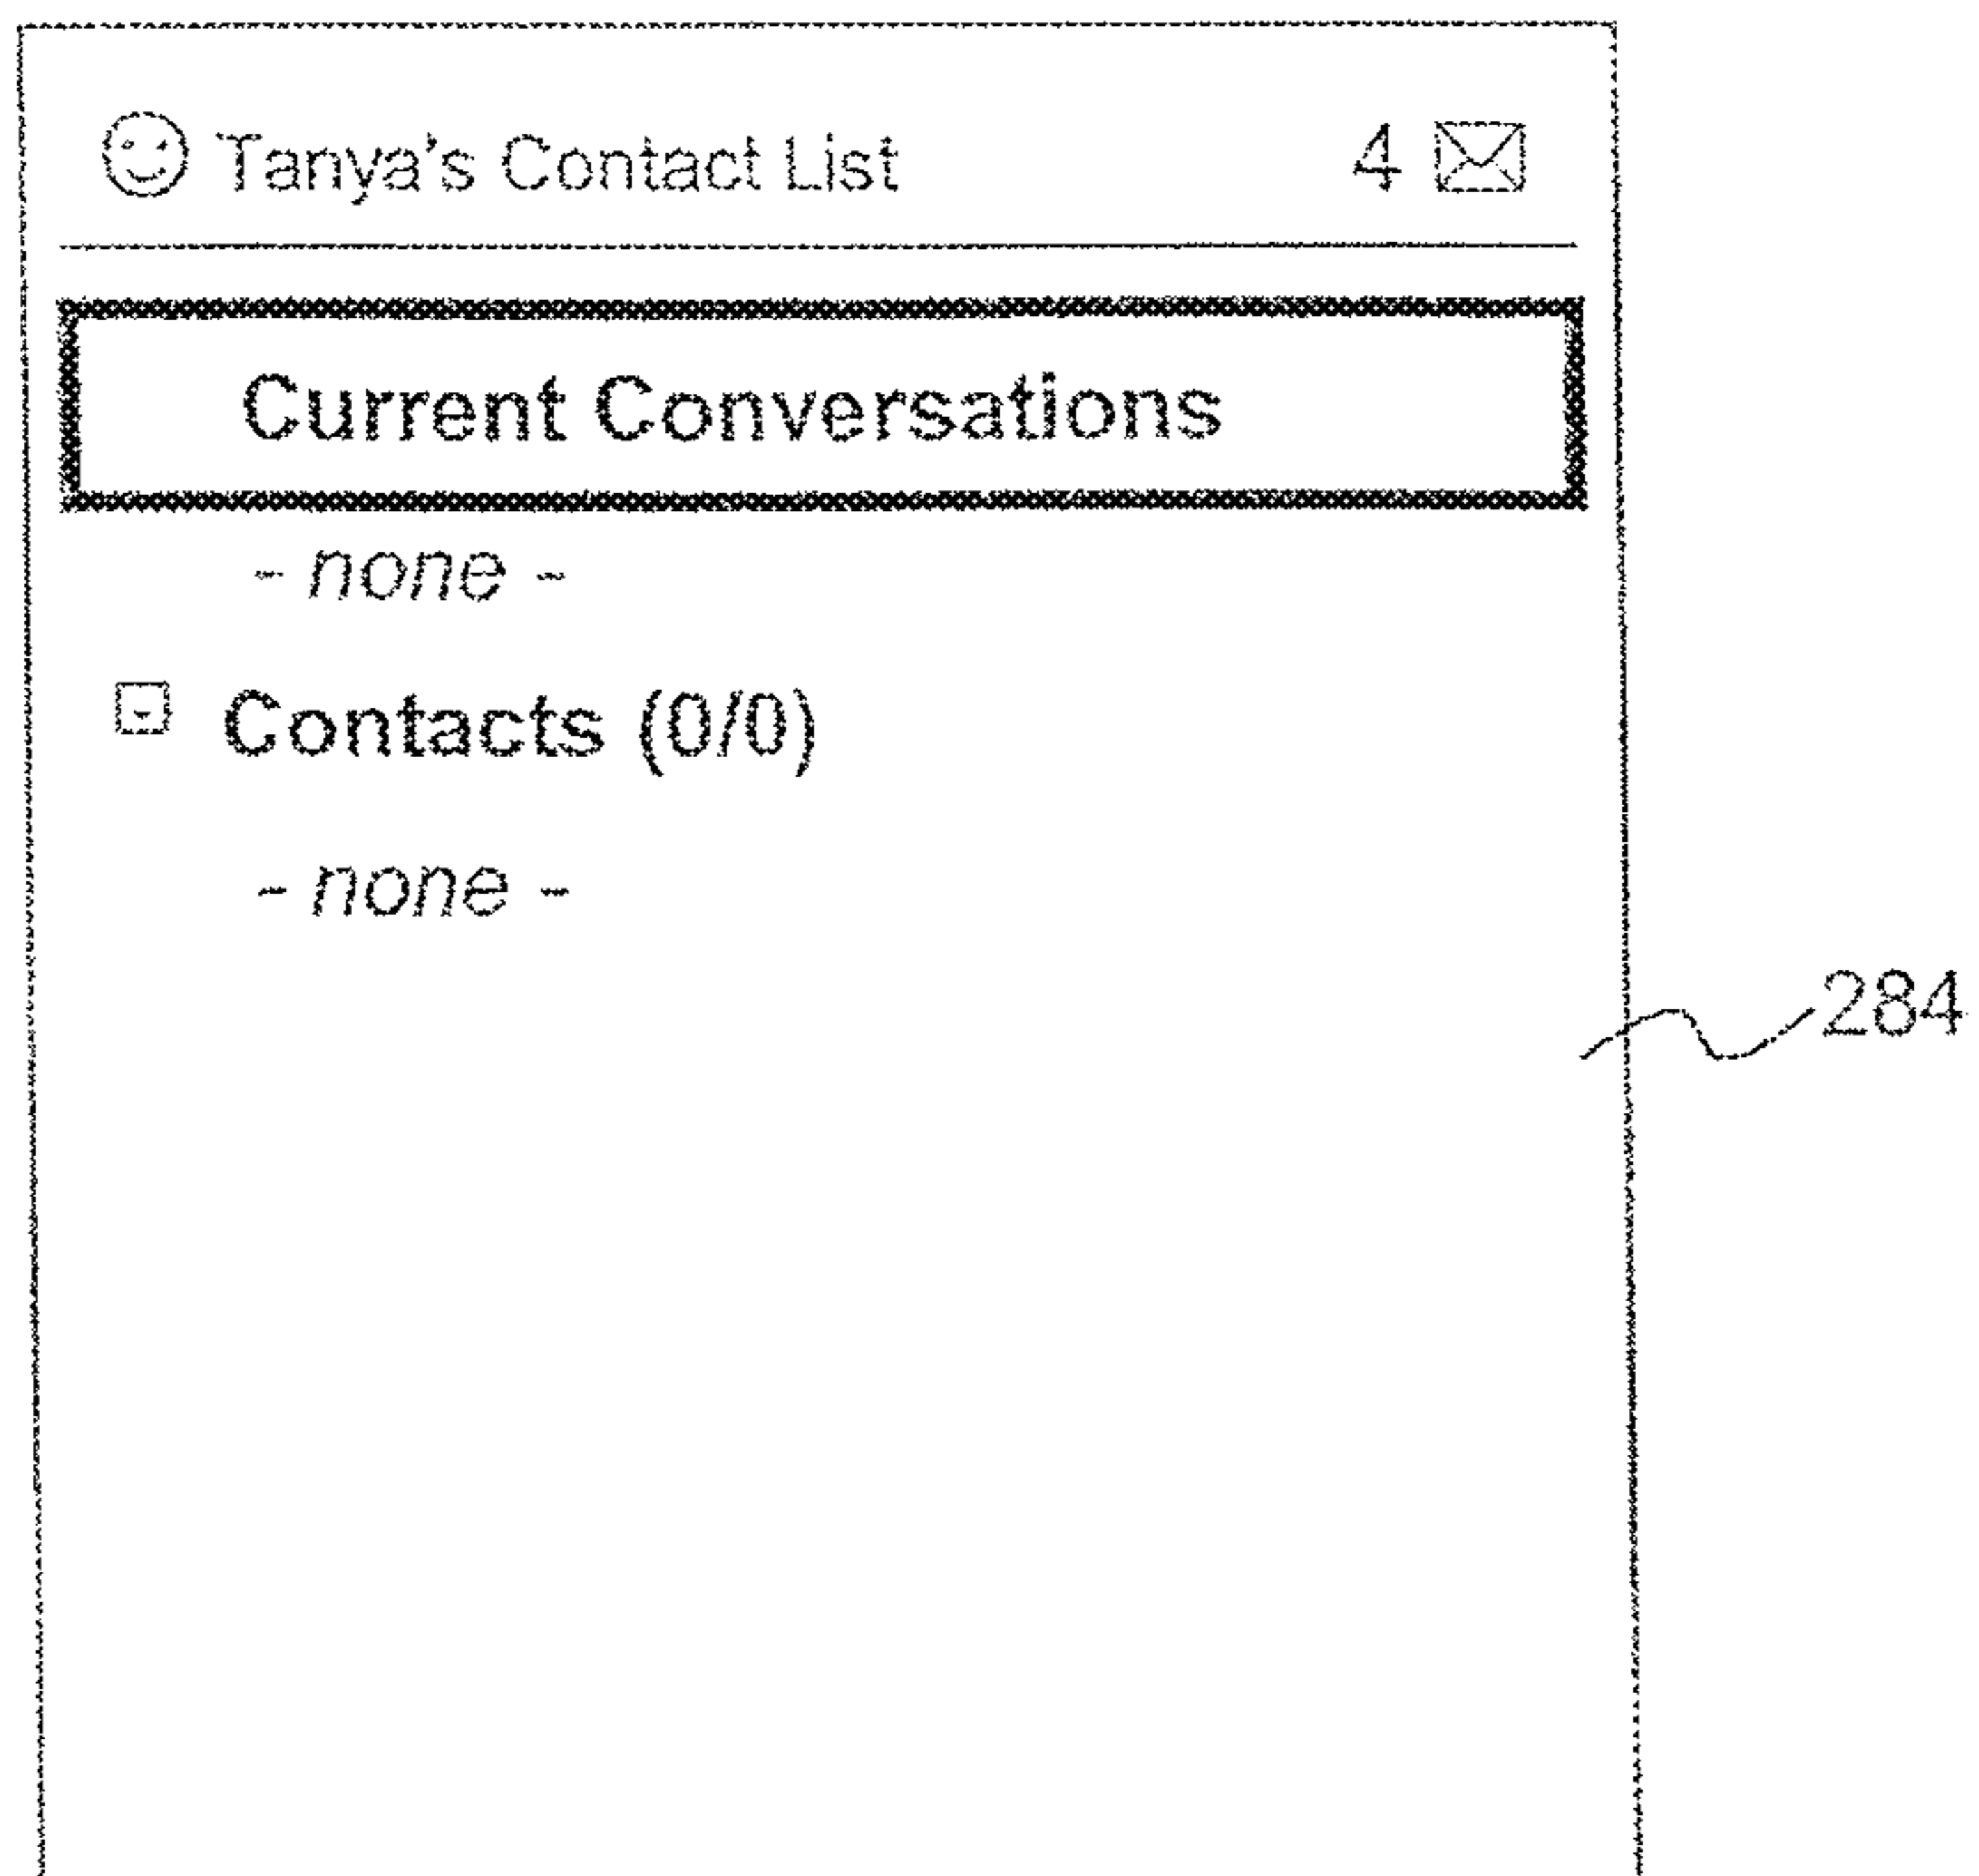 Tanya's Contact List 4
Current Conversations
- none -
Contacts (0/0)
- none -
284